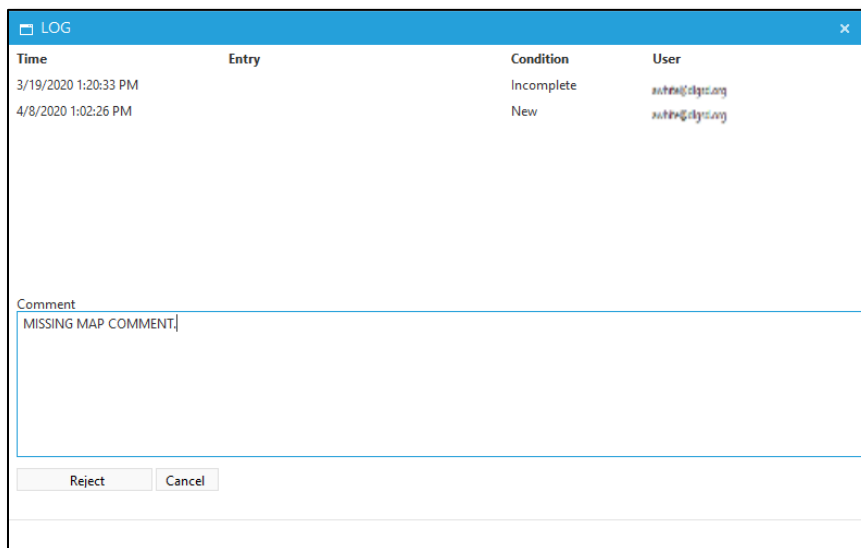 LOG
Time Entry Condition User
3/19/2020 1:20:33 PM Incomplete
4/8/2020 1:02:26 PM New
Comment
MISSING MAP COMMENT.
Reject Cancel